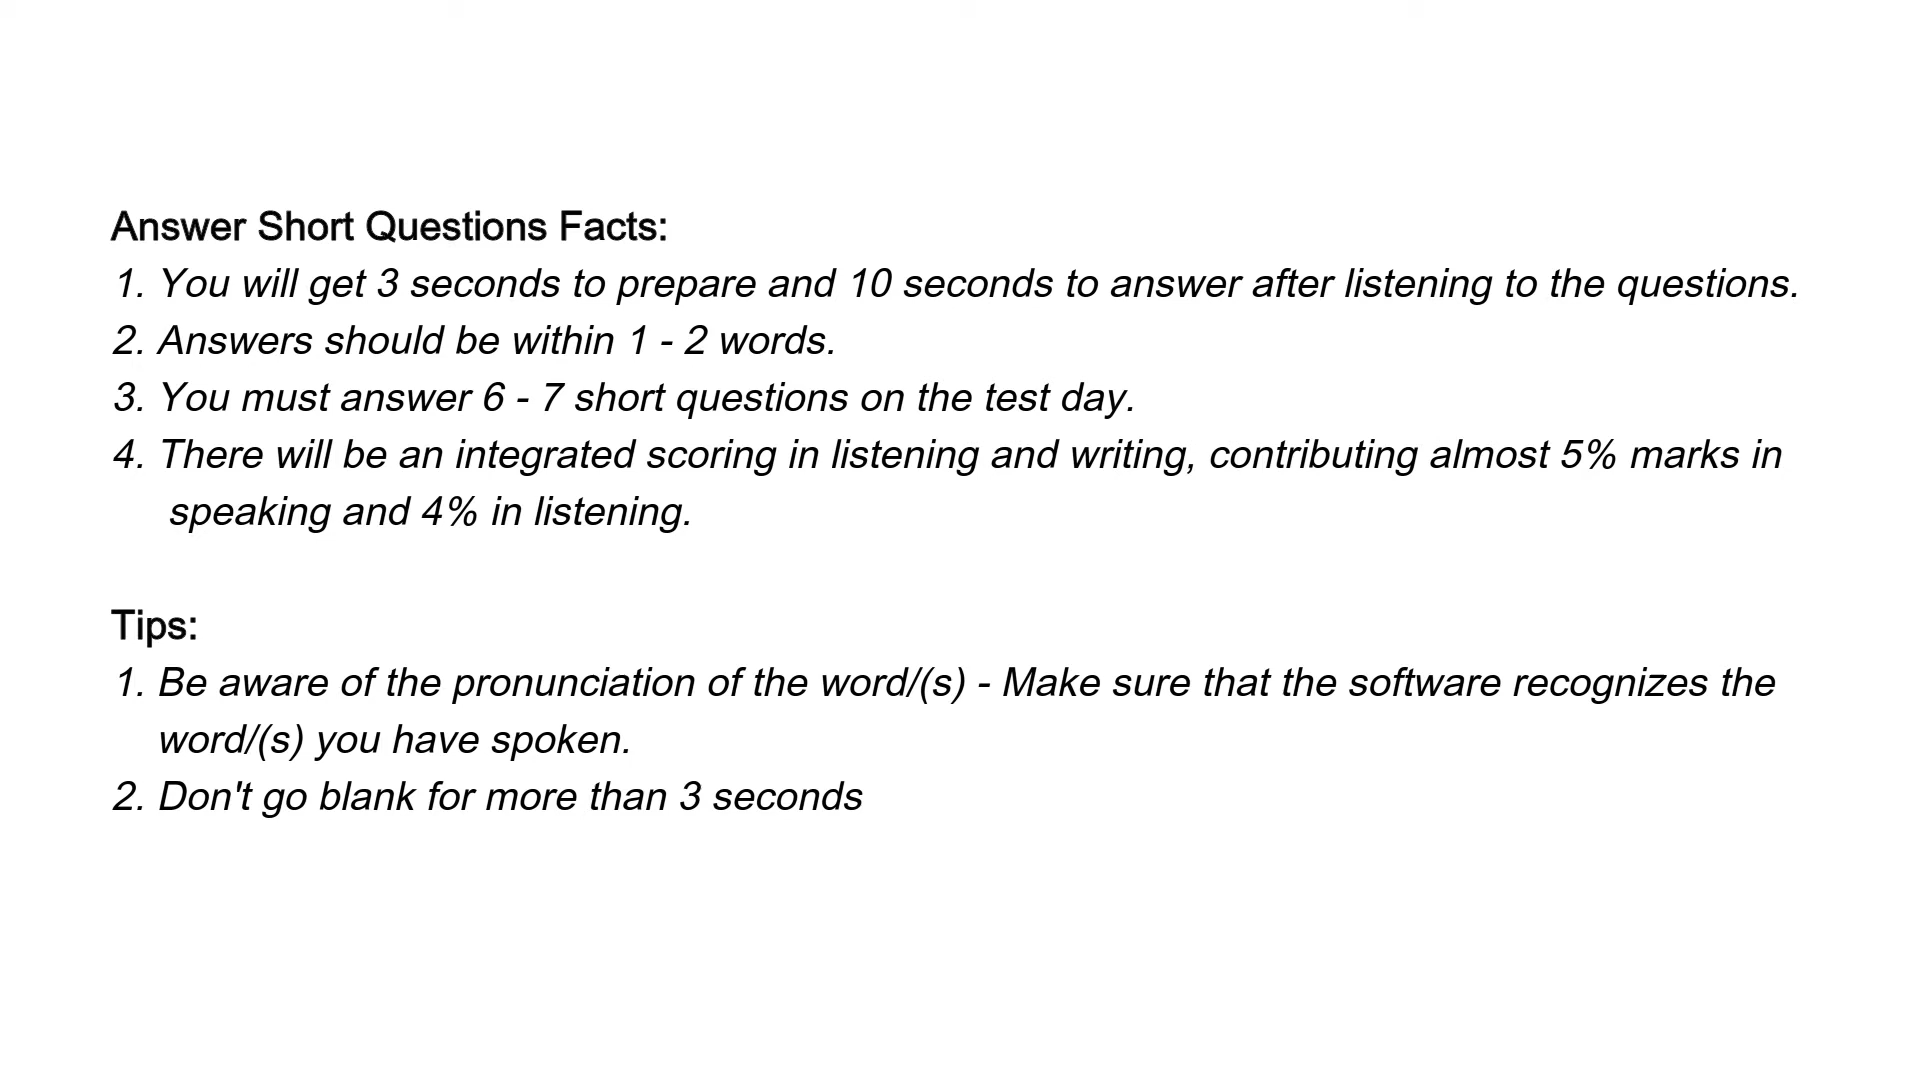 Answer Short Questions Facts:
1. You will get 3 seconds to prepare and 10 seconds to answer after listening to the questions.
2. Answers should be within 1 - 2 words.
3. You must answer 6 - 7 short questions on the test day.
4. There will be an integrated scoring in listening and writing, contributing almost 5% marks in
speaking and 4% in listening.
Tips:
1. Be aware of the pronunciation of the word/(s) - Make sure that the software recognizes the
word/(s) you have spoken.
2. Don't go blank for more than 3 seconds